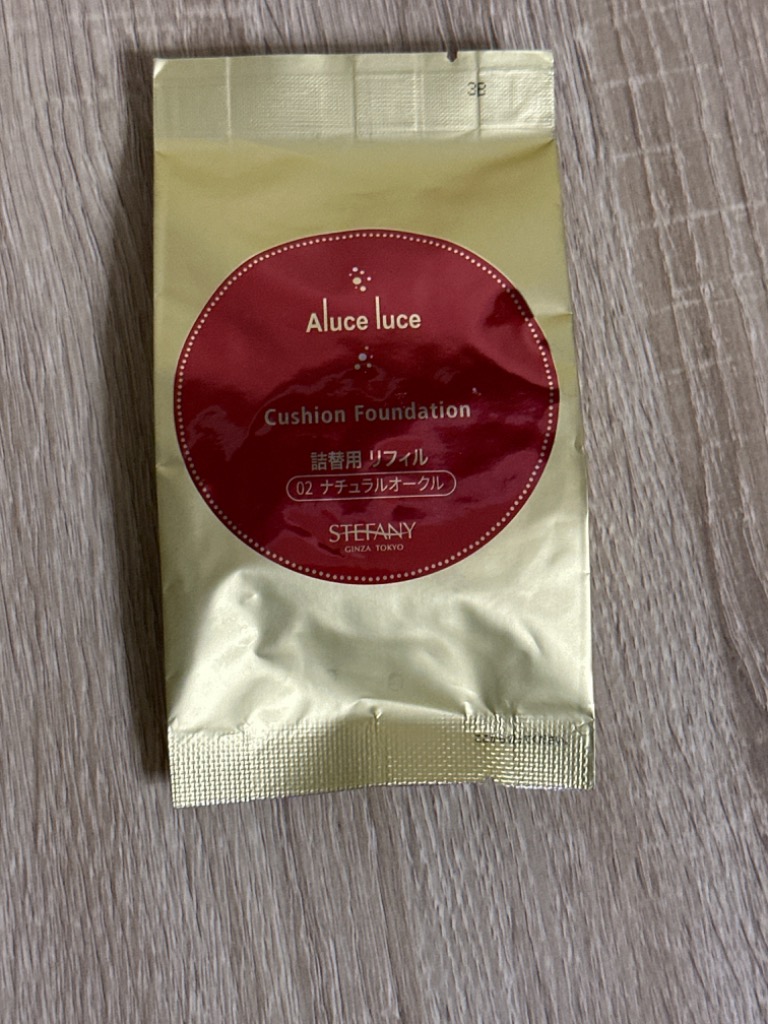 3B
Aluce luce
Cushion Foundation
詰替用 リフィル
02 ナチュラルオークル
STEFANY
GINZA TOKYO